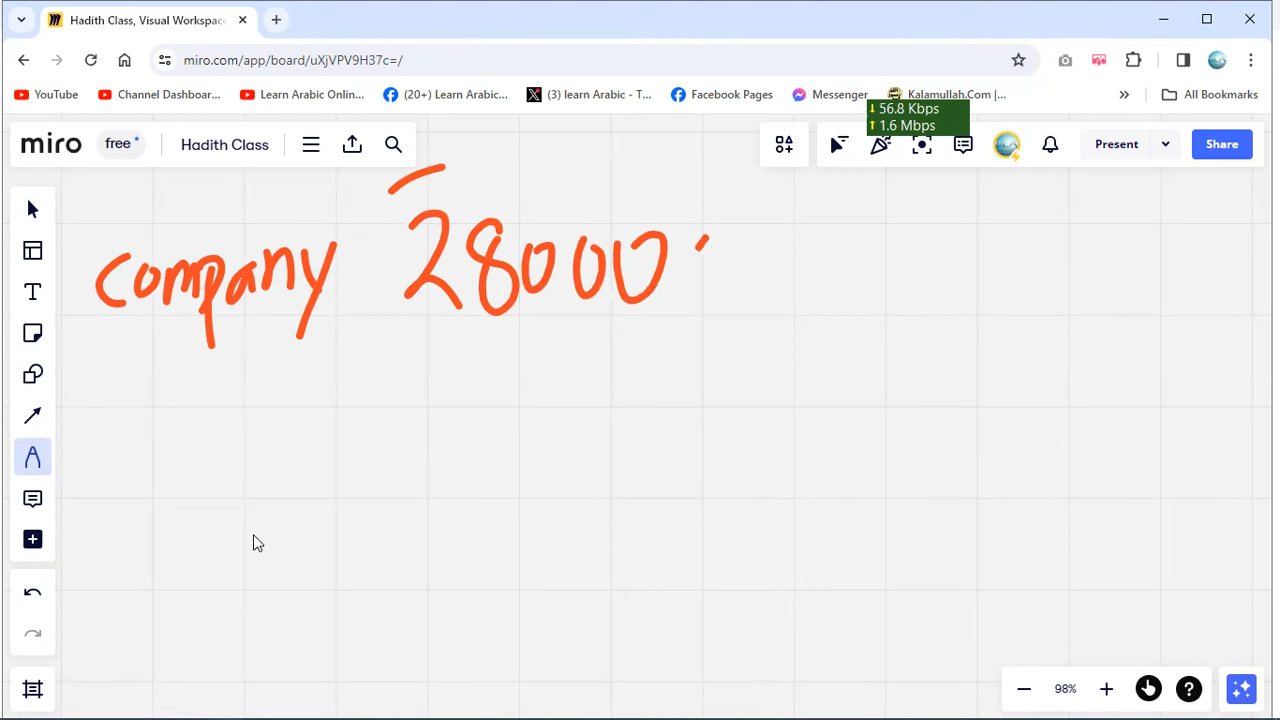 Hadith Class, Visual Workspace
miro.com/app/board/uXjVPV9H37c=/
YouTube
Channel Dashboar...
Learn Arabic Onlin...
(20+) Learn Arabic...
(3) learn Arabic - T...
Facebook Pages
Messenger
Kalamullah.Com |...
»
All Bookmarks
56.8 Kbps
1.6 Mbps
miro
free
Hadith Class
Present
Share
company 28000
98%